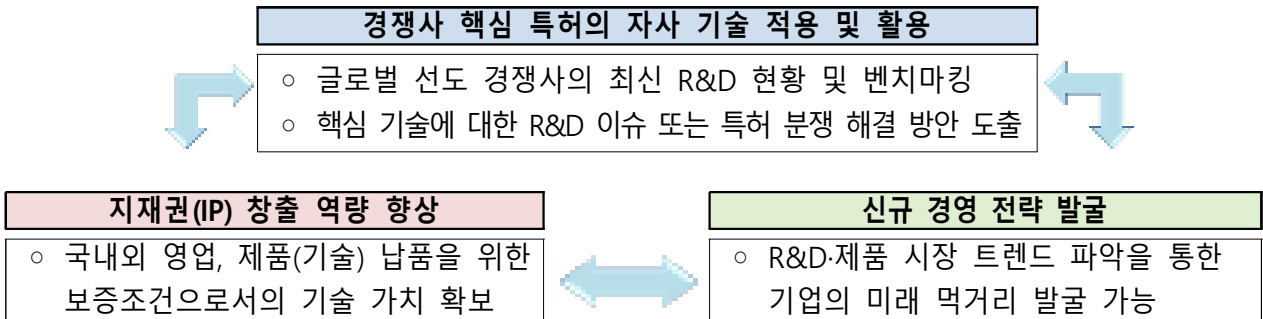 경쟁사 핵심 특허의 자사 기술 적용 및 활용
○ 글로벌 선도 경쟁사의 최신 R&D 현황 및 벤치마킹
○ 핵심 기술에 대한 R&D 이슈 또는 특허 분쟁 해결 방안 도출
지재권(IP) 창출 역량 향상
○ 국내외 영업, 제품(기술) 납품을 위한
보증조건으로서의 기술 가치 확보
신규 경영 전략 발굴
○ R&D·제품 시장 트렌드 파악을 통한
기업의 미래 먹거리 발굴 가능